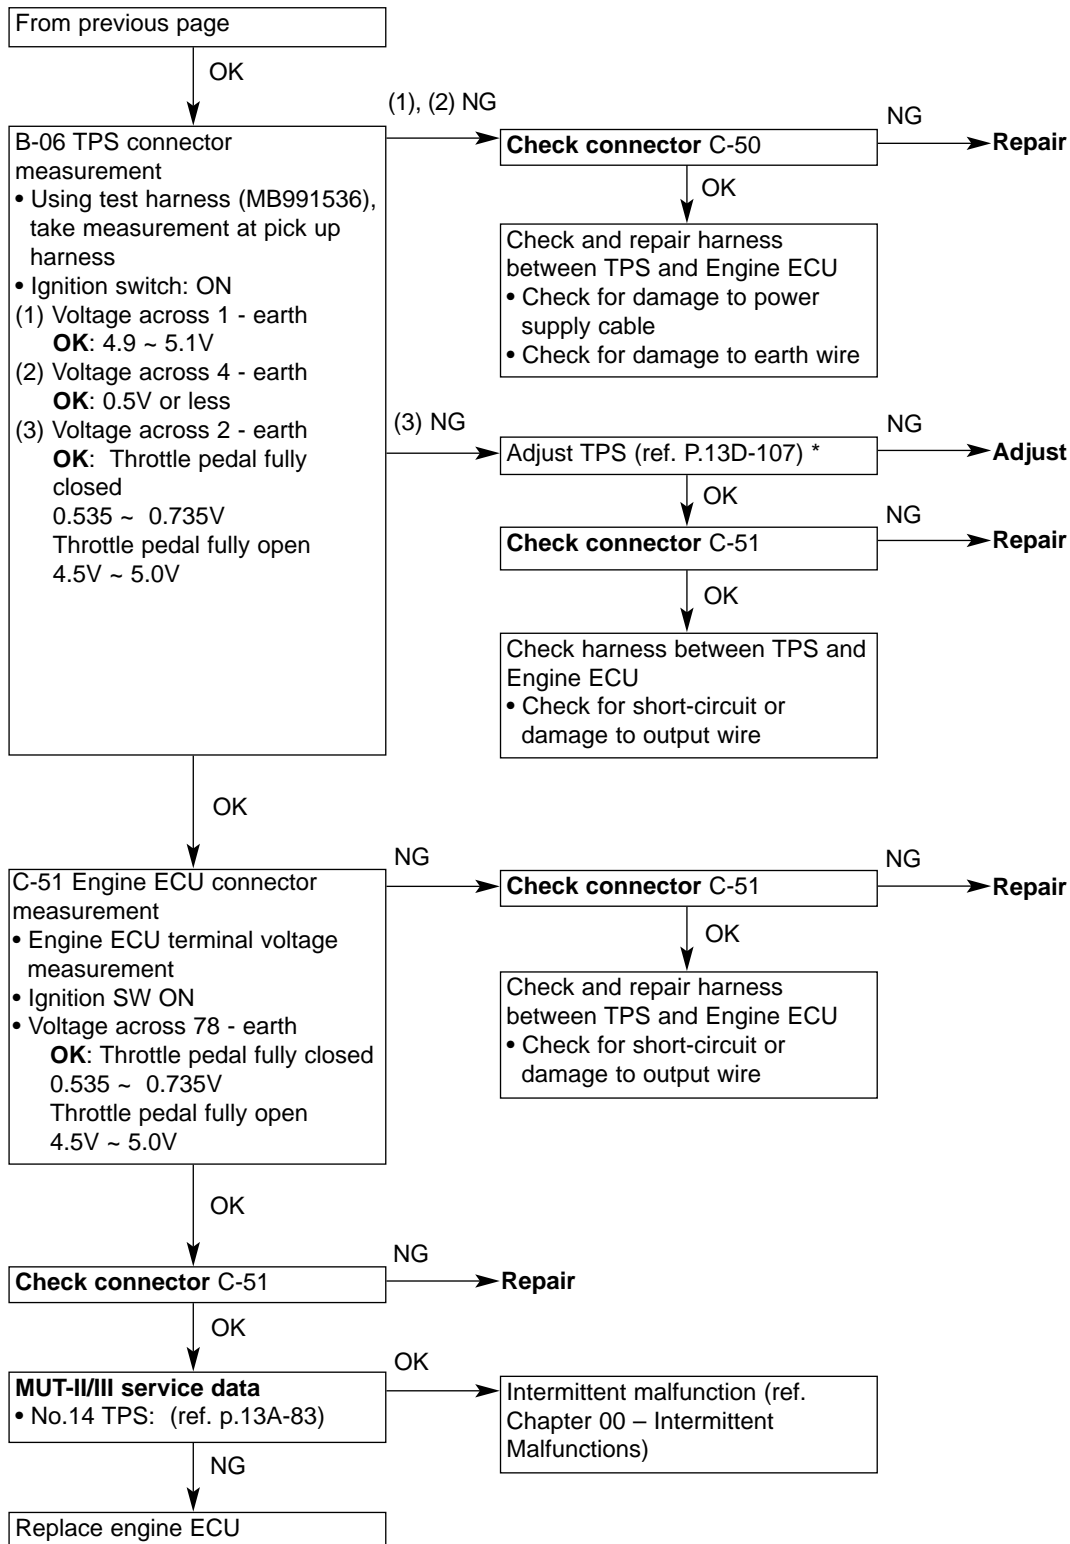 From previous page
OK
B-06 TPS connector
measurement
• Using test harness (MB991536),
take measurement at pick up
harness
• Ignition switch: ON
(1) Voltage across 1 - earth
OK: 4.9 ~ 5.1V
(2) Voltage across 4 - earth
OK: 0.5V or less
(3) Voltage across 2 - earth
OK: Throttle pedal fully
closed
0.535 ~ 0.735V
Throttle pedal fully open
4.5V ~ 5.0V
(1), (2) NG
Check connector C-50
NG
Repair
OK
Check and repair harness
between TPS and Engine ECU
• Check for damage to power
supply cable
• Check for damage to earth wire
(3) NG
Adjust TPS (ref. P.13D-107) *
NG
Adjust
OK
Check connector C-51
NG
Repair
OK
Check harness between TPS and
Engine ECU
• Check for short-circuit or
damage to output wire
OK
C-51 Engine ECU connector
measurement
• Engine ECU terminal voltage
measurement
• Ignition SW ON
• Voltage across 78 - earth
OK: Throttle pedal fully closed
0.535 ~ 0.735V
Throttle pedal fully open
4.5V ~ 5.0V
NG
Check connector C-51
NG
Repair
OK
Check and repair harness
between TPS and Engine ECU
• Check for short-circuit or
damage to output wire
OK
Check connector C-51
NG
Repair
OK
MUT-II/III service data
• No.14 TPS: (ref. p.13A-83)
OK
Intermittent malfunction (ref.
Chapter 00 – Intermittent
Malfunctions)
NG
Replace engine ECU